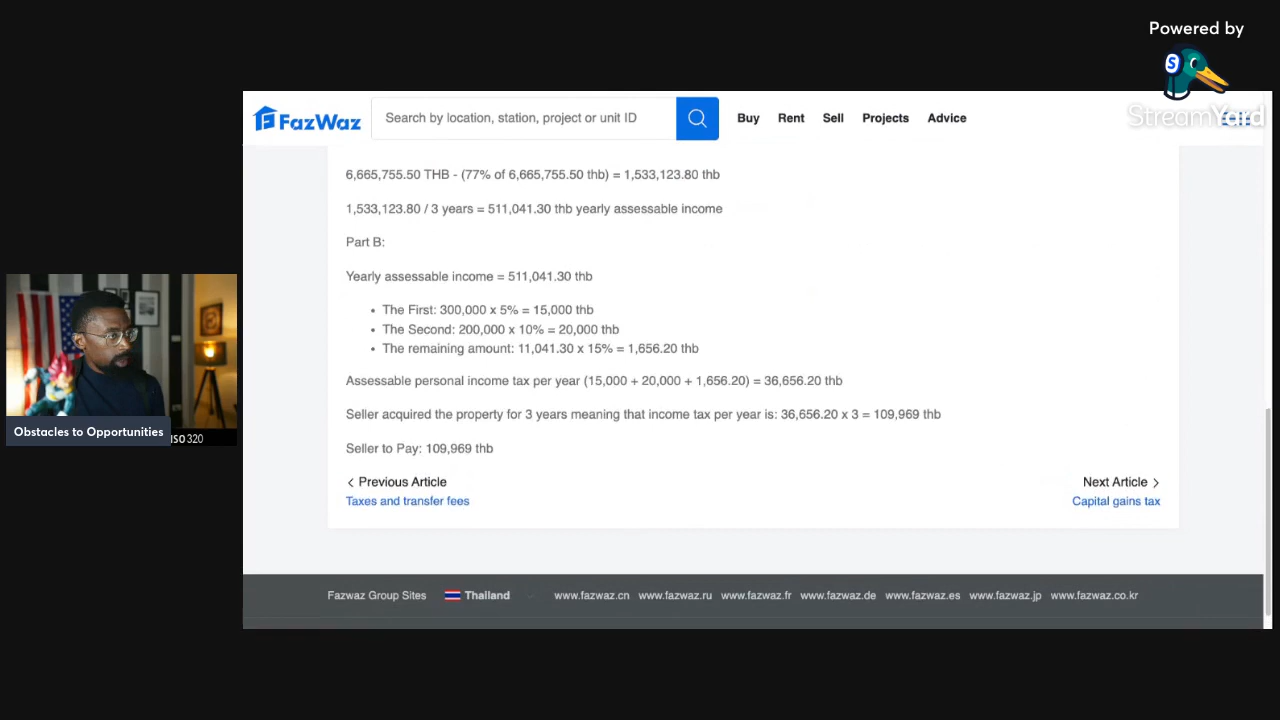 Powered by
S
StreamYard
FazWaz
Search by location, station, project or unit ID
Buy Rent Sell Projects Advice
6,665,755.50 THB - (77% of 6,665,755.50 thb) = 1,533,123.80 thb
1,533,123.80 / 3 years = 511,041.30 thb yearly assessable income
Part B:
Yearly assessable income = 511,041.30 thb
• The First: 300,000 x 5% = 15,000 thb
• The Second: 200,000 x 10% = 20,000 thb
• The remaining amount: 11,041.30 x 15% = 1,656.20 thb
Assessable personal income tax per year (15,000 + 20,000 + 1,656.20) = 36,656.20 thb
Seller acquired the property for 3 years meaning that income tax per year is: 36,656.20 x 3 = 109,969 thb
Seller to Pay: 109,969 thb
< Previous Article
Taxes and transfer fees
Next Article >
Capital gains tax
Obstacles to Opportunities
ISO 320
Fazwaz Group Sites Thailand www.fazwaz.cn www.fazwaz.ru www.fazwaz.fr www.fazwaz.de www.fazwaz.es www.fazwaz.jp www.fazwaz.co.kr